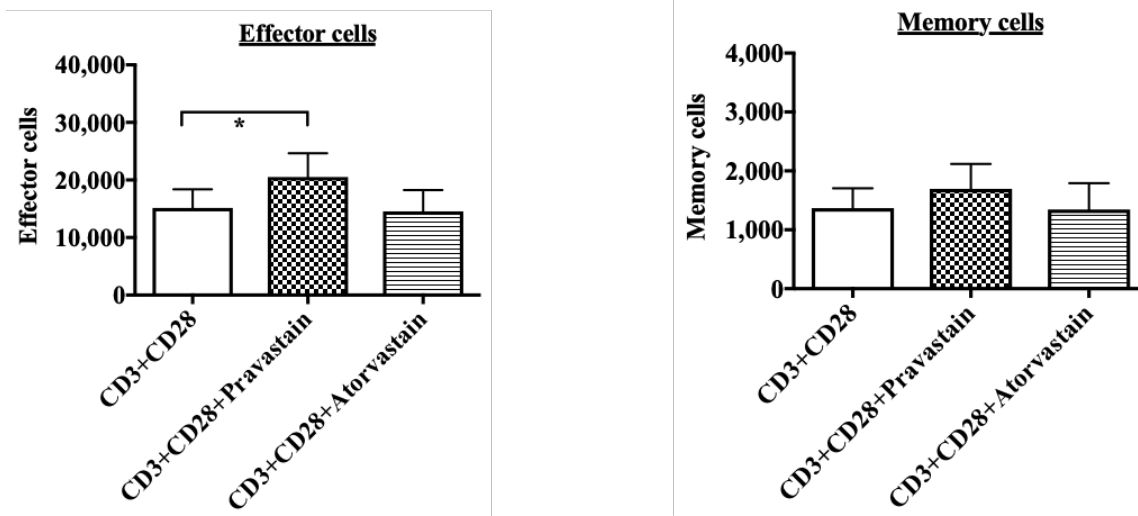 Effector cells
Effector cells
40,000
30,000
20,000
10,000
0
*
CD3+CD28
CD3+CD28+Pravastain
CD3+CD28+Atorvastain
Memory cells
Memory cells
4,000
3,000
2,000
1,000
0
CD3+CD28
CD3+CD28+Pravastain
CD3+CD28+Atorvastain